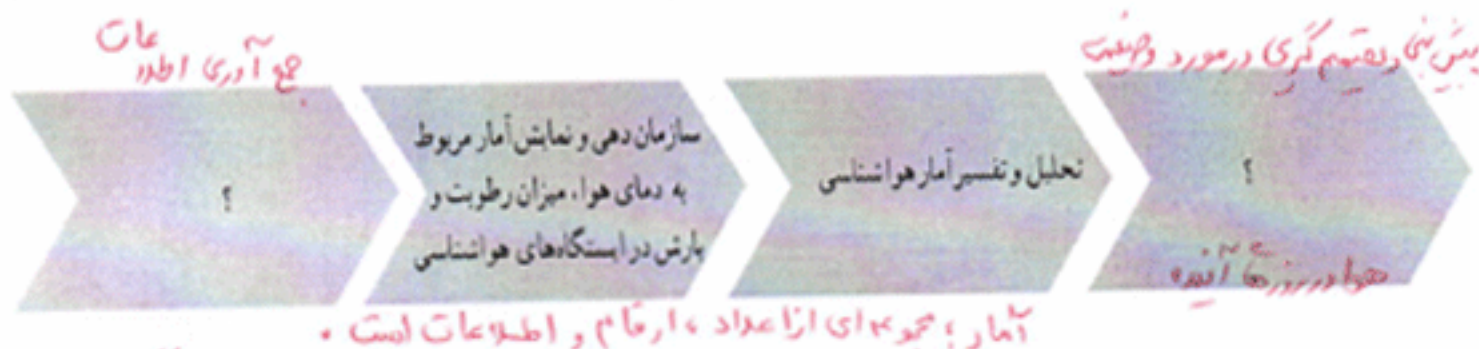 جمع آوری اطلاعات
؟
سازمان دهی و نمایش آمار مربوط
به دمای هوا، میزان رطوبت و
بارش در ایستگاه‌های هواشناسی
تحلیل و تفسیر آمار هواشناسی
پیش بینی و تصمیم گیری در مورد وضعیت
؟
هوا در روزهای آینده
آمار؛ مجموعه ای از اعداد، ارقام و اطلاعات است.